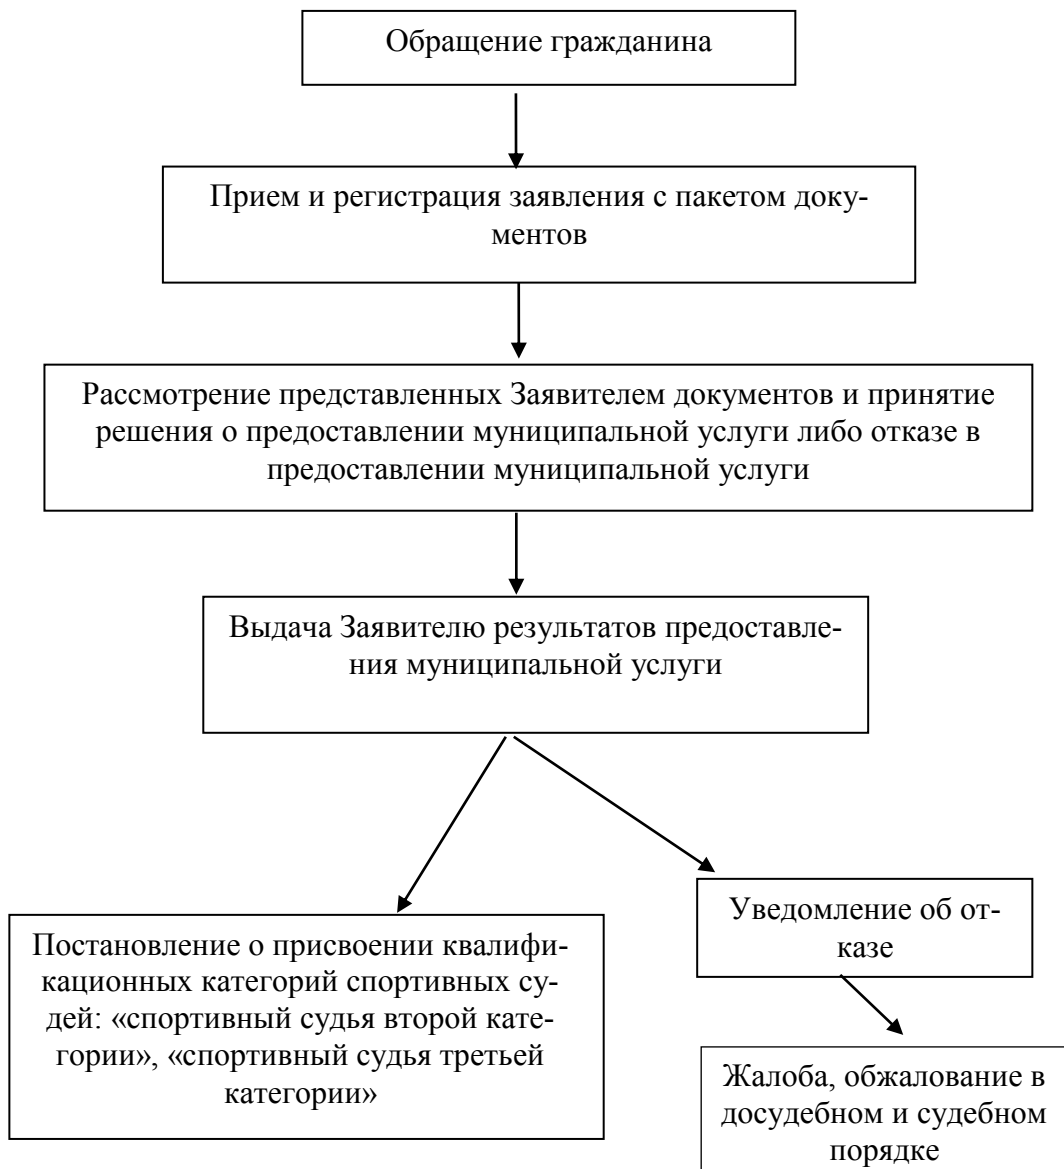 Обращение гражданина
Прием и регистрация заявления с пакетом доку-
ментов
Рассмотрение представленных Заявителем документов и принятие
решения о предоставлении муниципальной услуги либо отказе в
предоставлении муниципальной услуги
Выдача Заявителю результатов предоставле-
ния муниципальной услуги
Постановление о присвоении квалифи-
кационных категорий спортивных су-
дей: «спортивный судья второй кате-
гории», «спортивный судья третьей
категории»
Уведомление об от-
казе
Жалоба, обжалование в
досудебном и судебном
порядке